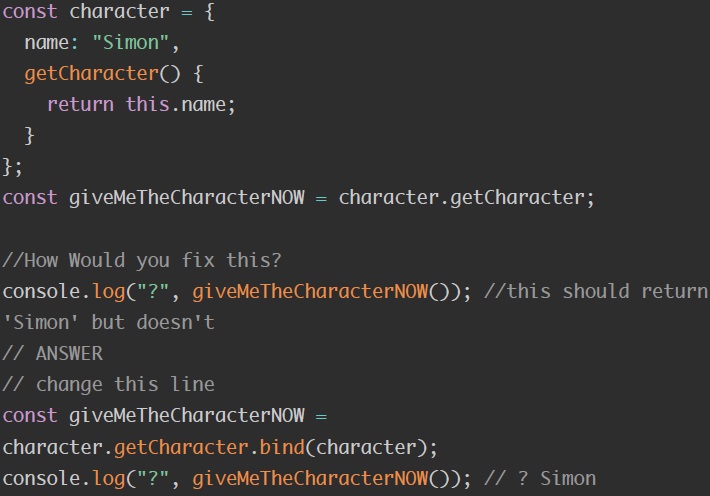 const character = {
  name: "Simon",
  getCharacter() {
    return this.name;
  }
};
const giveMeTheCharacterNOW = character.getCharacter;

//How Would you fix this?
console.log("?", giveMeTheCharacterNOW()); //this should return
'Simon' but doesn't
// ANSWER
// change this line
const giveMeTheCharacterNOW =
character.getCharacter.bind(character);
console.log("?", giveMeTheCharacterNOW()); // ? Simon